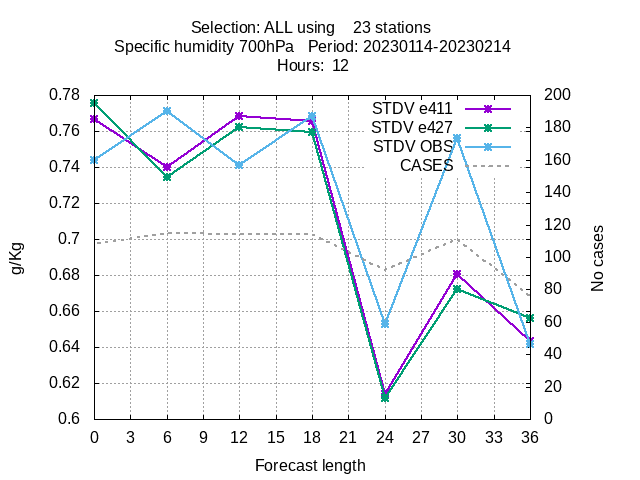 Selection: ALL using    23 stations
Specific humidity 700hPa   Period: 20230114-20230214
Hours:  12
STDV e411
STDV e427
STDV OBS
CASES
0.78
0.76
0.74
0.72
0.7
0.68
0.66
0.64
0.62
0.6
g/Kg
200
180
160
140
120
100
80
60
40
20
0
No cases
0 3 6 9 12 15 18 21 24 27 30 33 36
Forecast length